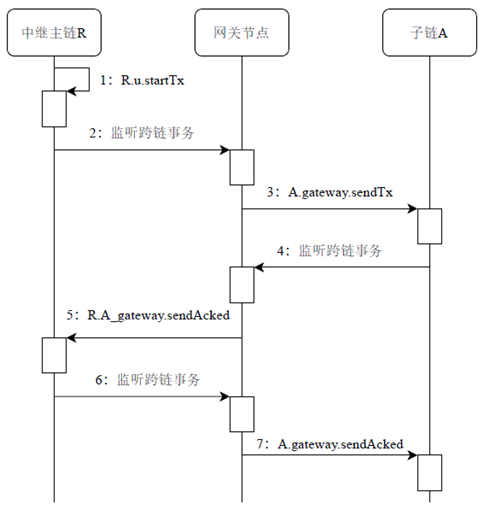 中继主链R
网关节点
子链A
1：R.u.startTx
2：监听跨链事务
3：A.gateway.sendTx
4：监听跨链事务
5：R.A_gateway.sendAcked
6：监听跨链事务
7：A.gateway.sendAcked